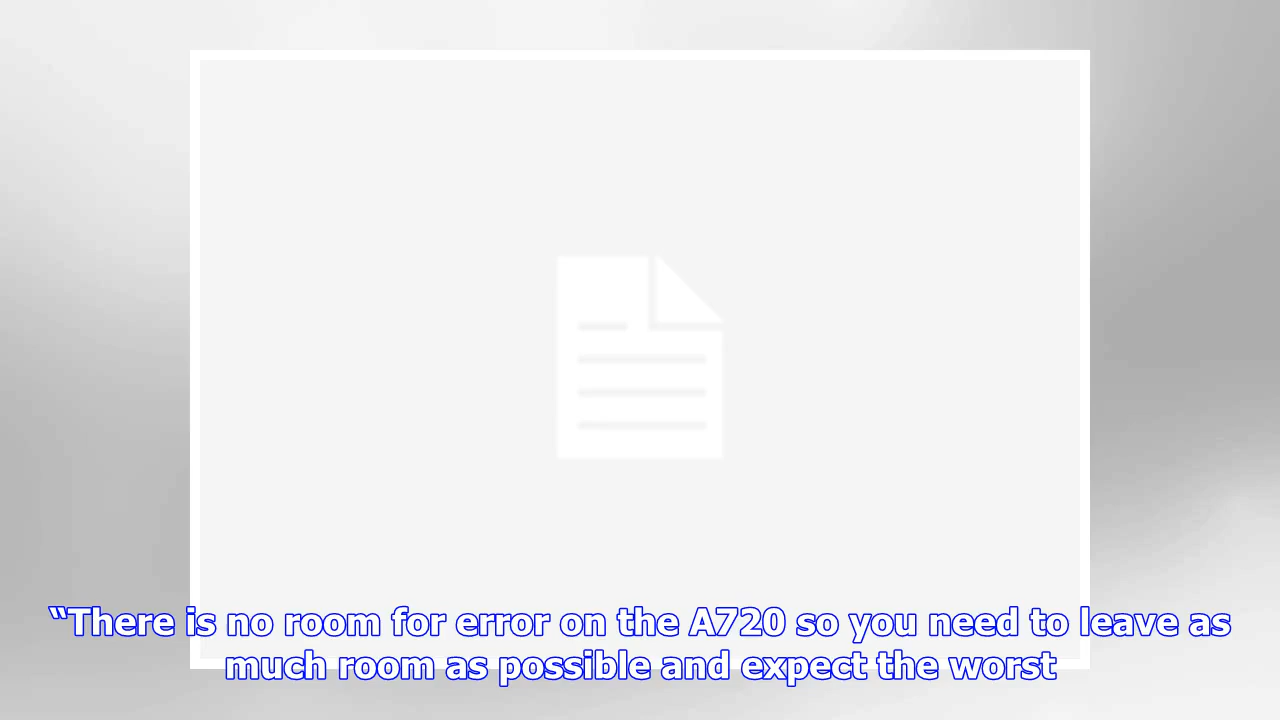 “There is no room for error on the A720 so you need to leave as
much room as possible and expect the worst